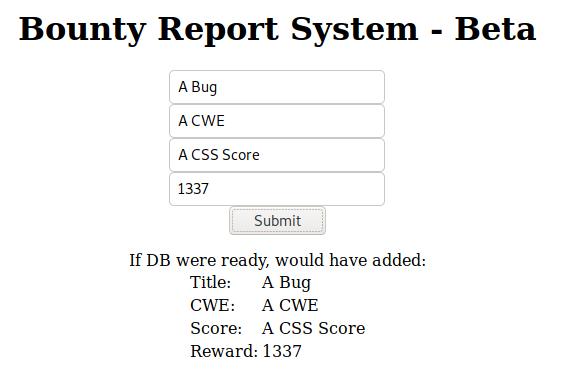 Bounty Report System - Beta
A Bug
A CWE
A CSS Score
1337
Submit
If DB were ready, would have added:
Title: A Bug
CWE: A CWE
Score: A CSS Score
Reward: 1337